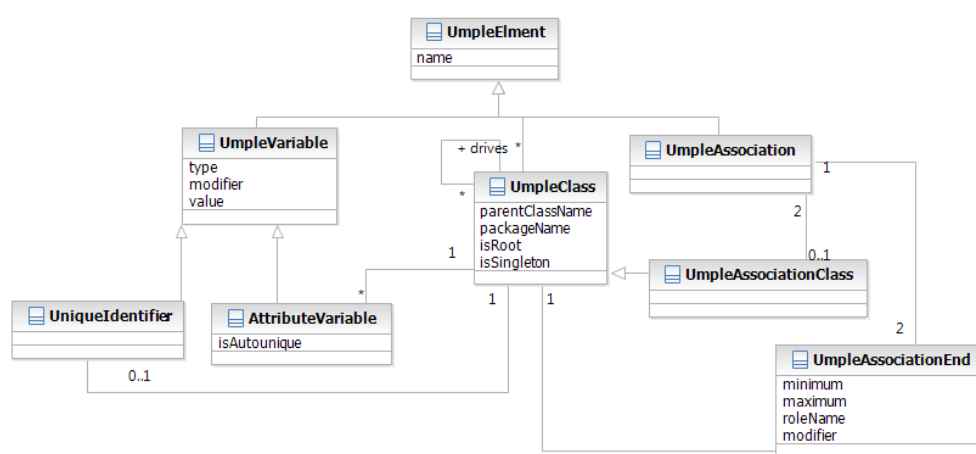 UmpleElment
name
UmpleVariable
type
modifier
value
+ drives *
*
UmpleClass
parentClassName
packageName
isRoot
isSingleton
UmpleAssociation
1
2
0..1
UmpleAssociationClass
1
*
1
1
UniqueIdentifier
AttributeVariable
isAutounique
0..1
2
UmpleAssociationEnd
minimum
maximum
roleName
modifier